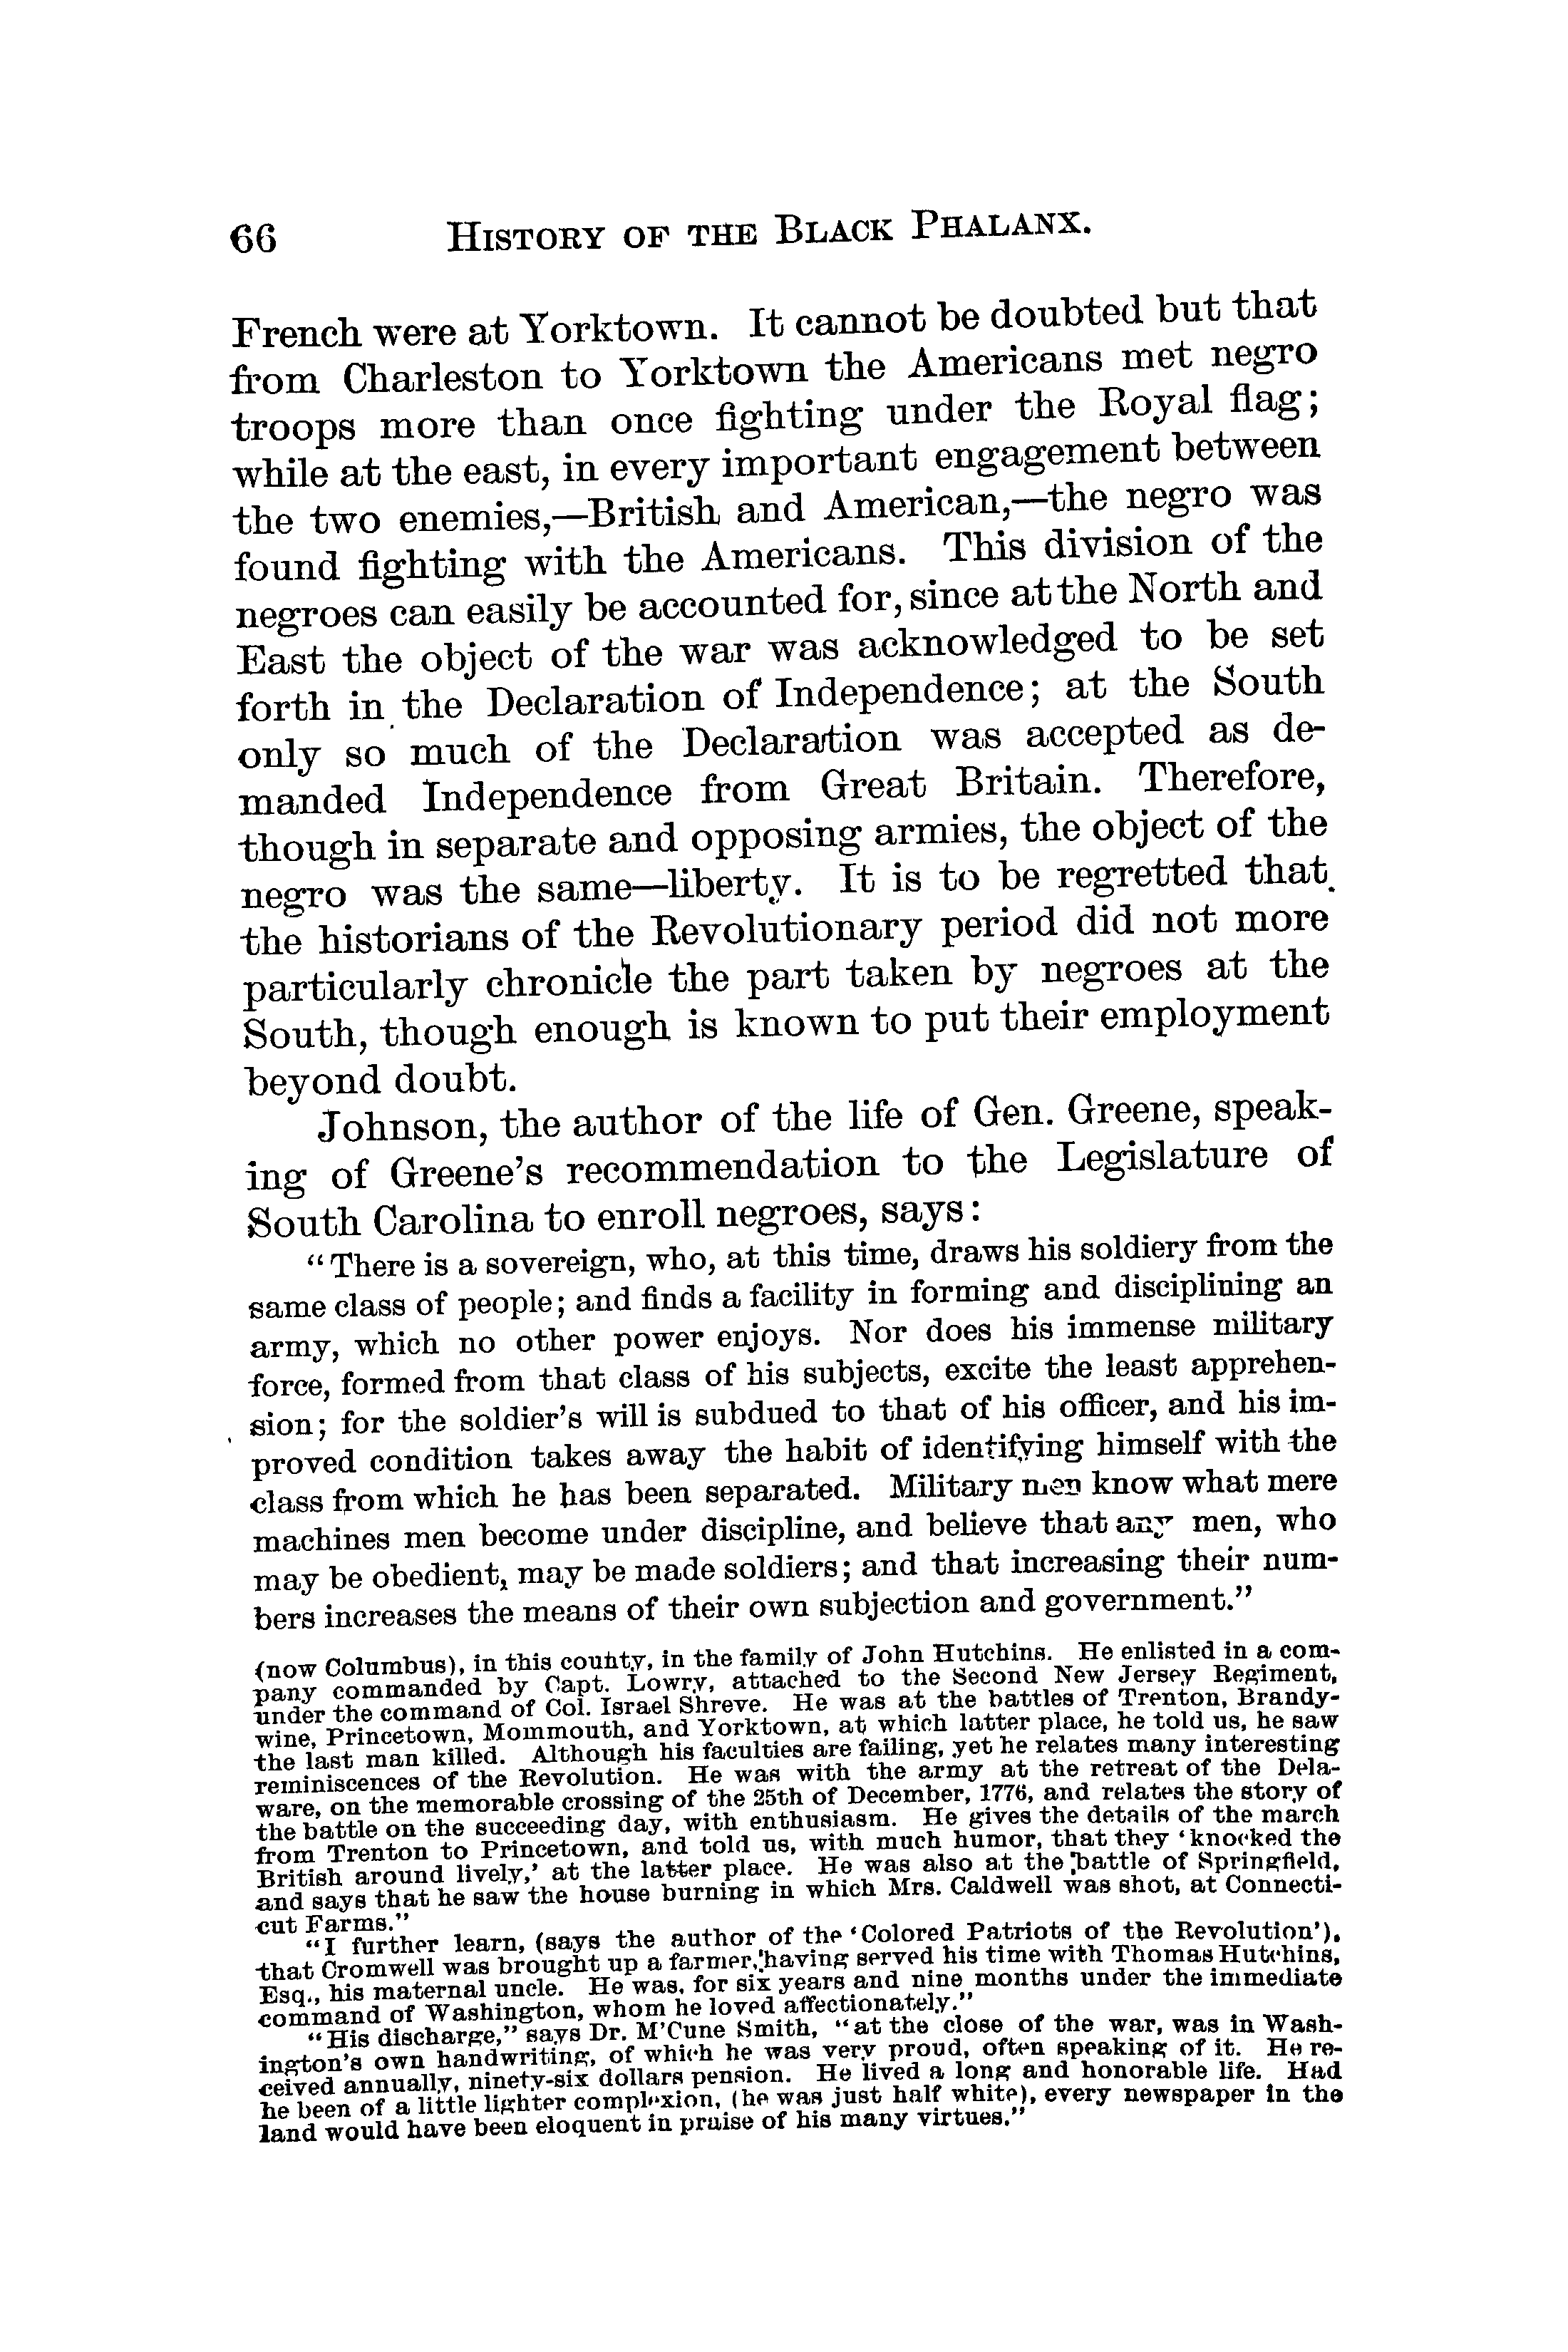 66 HISTORY OF THE BLACK PHALANX.
French were at Yorktown. It cannot be doubted but that
from Charleston to Yorktown the Americans met negro
troops more than once fighting under the Royal flag;
while at the east, in every important engagement between
the two enemies,—British and American,—the negro was
found fighting with the Americans. This division of the
negroes can easily be accounted for, since at the North and
East the object of the war was acknowledged to be set
forth in the Declaration of Independence; at the South
only so much of the Declaration was accepted as de-
manded Independence from Great Britain. Therefore,
though in separate and opposing armies, the object of the
negro was the same—liberty. It is to be regretted that
the historians of the Revolutionary period did not more
particularly chronicle the part taken by negroes at the
South, though enough is known to put their employment
beyond doubt.
Johnson, the author of the life of Gen. Greene, speak-
ing of Greene's recommendation to the Legislature of
South Carolina to enroll negroes, says:
"There is a sovereign, who, at this time, draws his soldiery from the
same class of people; and finds a facility in forming and disciplining an
army, which no other power enjoys. Nor does his immense military
force, formed from that class of his subjects, excite the least apprehen-
sion; for the soldier's will is subdued to that of his officer, and his im-
proved condition takes away the habit of identifying himself with the
class from which he has been separated. Military men know what mere
machines men become under discipline, and believe that any men, who
may be obedient, may be made soldiers; and that increasing their num-
bers increases the means of their own subjection and government."
(now Columbus), in this county, in the family of John Hutchins. He enlisted in a com-
pany commanded by Capt. Lowry, attached to the Second New Jersey Regiment,
under the command of Col. Israel Shreve. He was at the battles of Trenton, Brandy-
wine, Princetown, Mommouth, and Yorktown, at which latter place, he told us, he saw
the last man killed. Although his faculties are failing, yet he relates many interesting
reminiscences of the Revolution. He was with the army at the retreat of the Dela-
ware, on the memorable crossing of the 25th of December, 1776, and relates the story of
the battle on the succeeding day, with enthusiasm. He gives the details of the march
from Trenton to Princetown, and told us, with much humor, that they 'knocked the
British around lively,' at the latter place. He was also at the battle of Springfield,
and says that he saw the house burning in which Mrs. Caldwell was shot, at Connecti-
cut Farms."
"I further learn, (says the author of the 'Colored Patriots of the Revolution'),
that Cromwell was brought up a farmer, having served his time with Thomas Hutchins,
Esq., his maternal uncle. He was, for six years and nine months under the immediate
command of Washington, whom he loved affectionately."
"His discharge," says Dr. M'Cune Smith, "at the close of the war, was in Wash-
ington's own handwriting, of which he was very proud, often speaking of it. He re-
ceived annually, ninety-six dollars pension. He lived a long and honorable life. Had
he been of a little lighter complexion, (he was just half white), every newspaper in the
land would have been eloquent in praise of his many virtues."